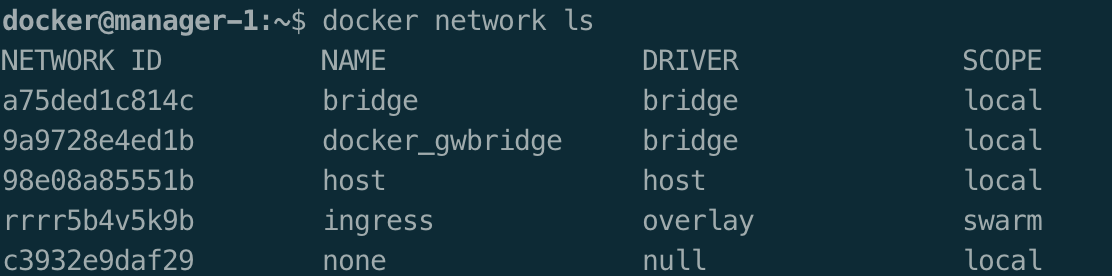 docker@manager-1:~$ docker network ls
NETWORK ID NAME DRIVER SCOPE
a75ded1c814c bridge bridge local
9a9728e4ed1b docker_gwbridge bridge local
98e08a85551b host host local
rrrr5b4v5k9b ingress overlay swarm
c3932e9daf29 none null local